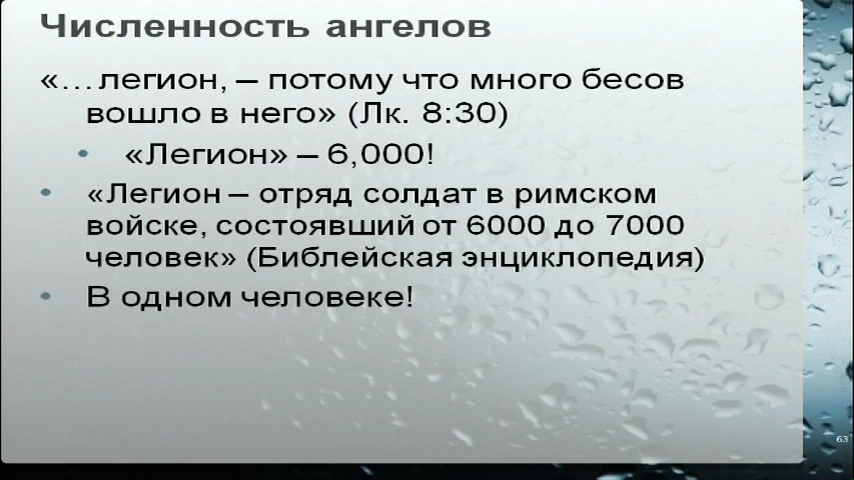 Численность ангелов
«…легион, – потому что много бесов
вошло в него» (Лк. 8:30)
• «Легион» – 6,000!
• «Легион – отряд солдат в римском
войске, состоявший от 6000 до 7000
человек» (Библейская энциклопедия)
• В одном человеке!
63